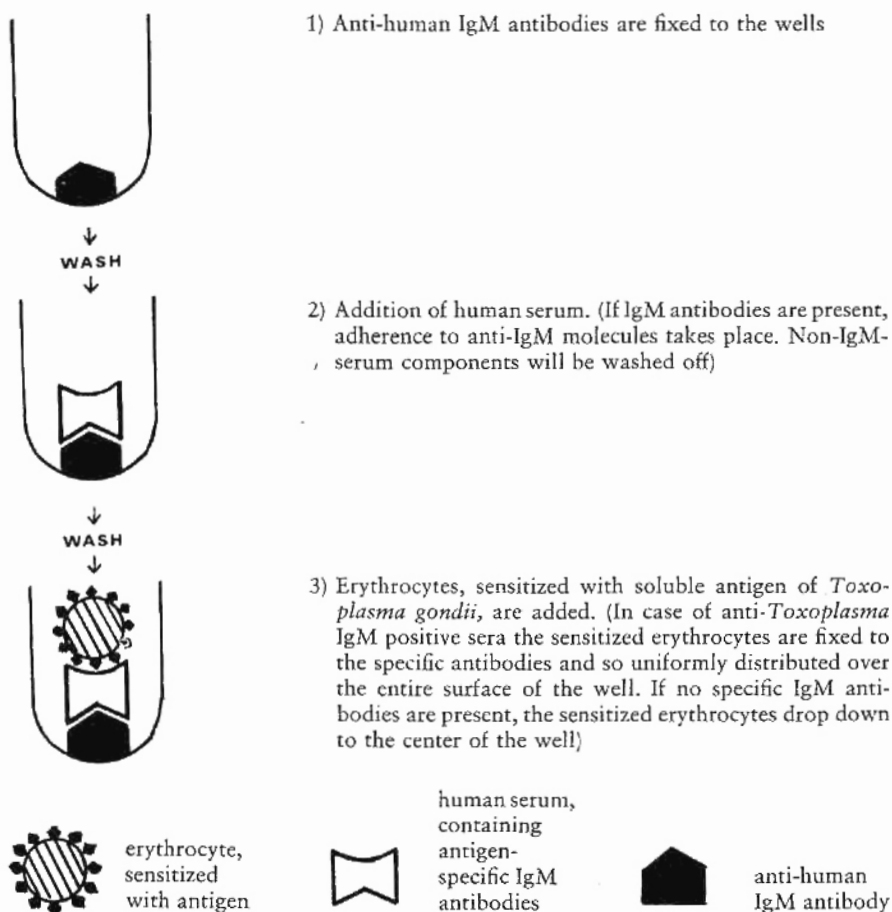 1) Anti-human IgM antibodies are fixed to the wells
WASH
2) Addition of human serum. (If IgM antibodies are present,
adherence to anti-IgM molecules takes place. Non-IgM-
serum components will be washed off)
WASH
3) Erythrocytes, sensitized with soluble antigen of Toxo-
plasma gondii, are added. (In case of anti-Toxoplasma
IgM positive sera the sensitized erythrocytes are fixed to
the specific antibodies and so uniformly distributed over
the entire surface of the well. If no specific IgM anti-
bodies are present, the sensitized erythrocytes drop down
to the center of the well)
erythrocyte,
sensitized
with antigen
human serum,
containing
antigen-
specific IgM
antibodies
anti-human
IgM antibody